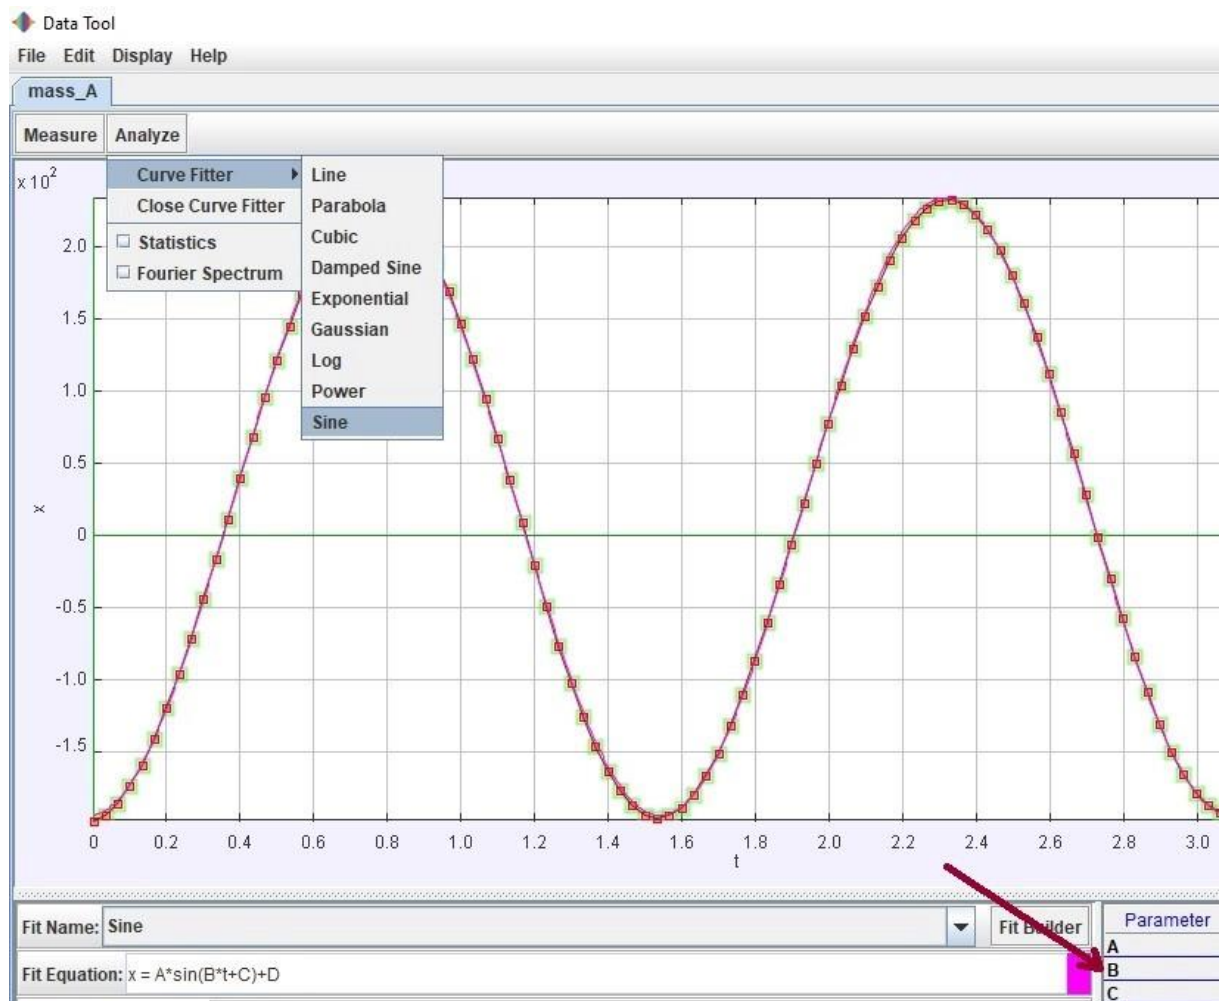 Data Tool
File Edit Display Help
mass_A
Measure Analyze
Curve Fitter
Close Curve Fitter
Statistics
Fourier Spectrum
Line
Parabola
Cubic
Damped Sine
Exponential
Gaussian
Log
Power
Sine
x 10²
2.0
1.5
1.0
0.5
0
-0.5
-1.0
-1.5
x
0 0.2 0.4 0.6 0.8 1.0 1.2 1.4 1.6 1.8 2.0 2.2 2.4 2.6 2.8 3.0
t
Fit Name: Sine Fit Builder
Fit Equation: x = A*sin(B*t+C)+D
Parameter
A
B
C